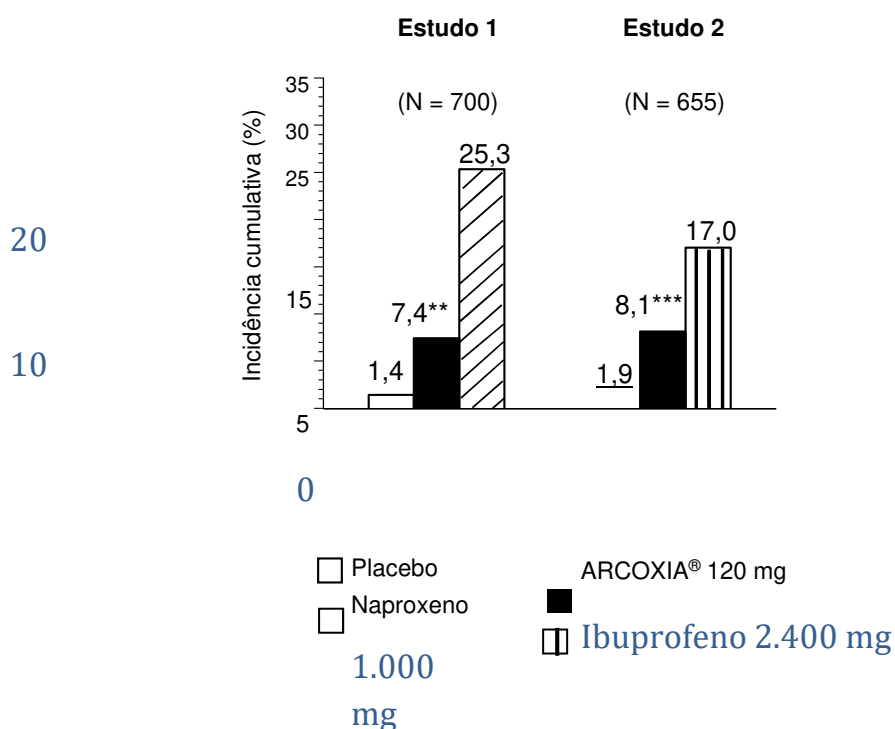 Estudo 1
Estudo 2
35
(N = 700)
(N = 655)
30
25,3
25
20
17,0
15
7,4**
8,1***
10
1,4
1,9
5
0
Incidência cumulativa (%)
Placebo
ARCOXIA® 120 mg
Naproxeno
1.000
mg
Ibuprofeno 2.400 mg